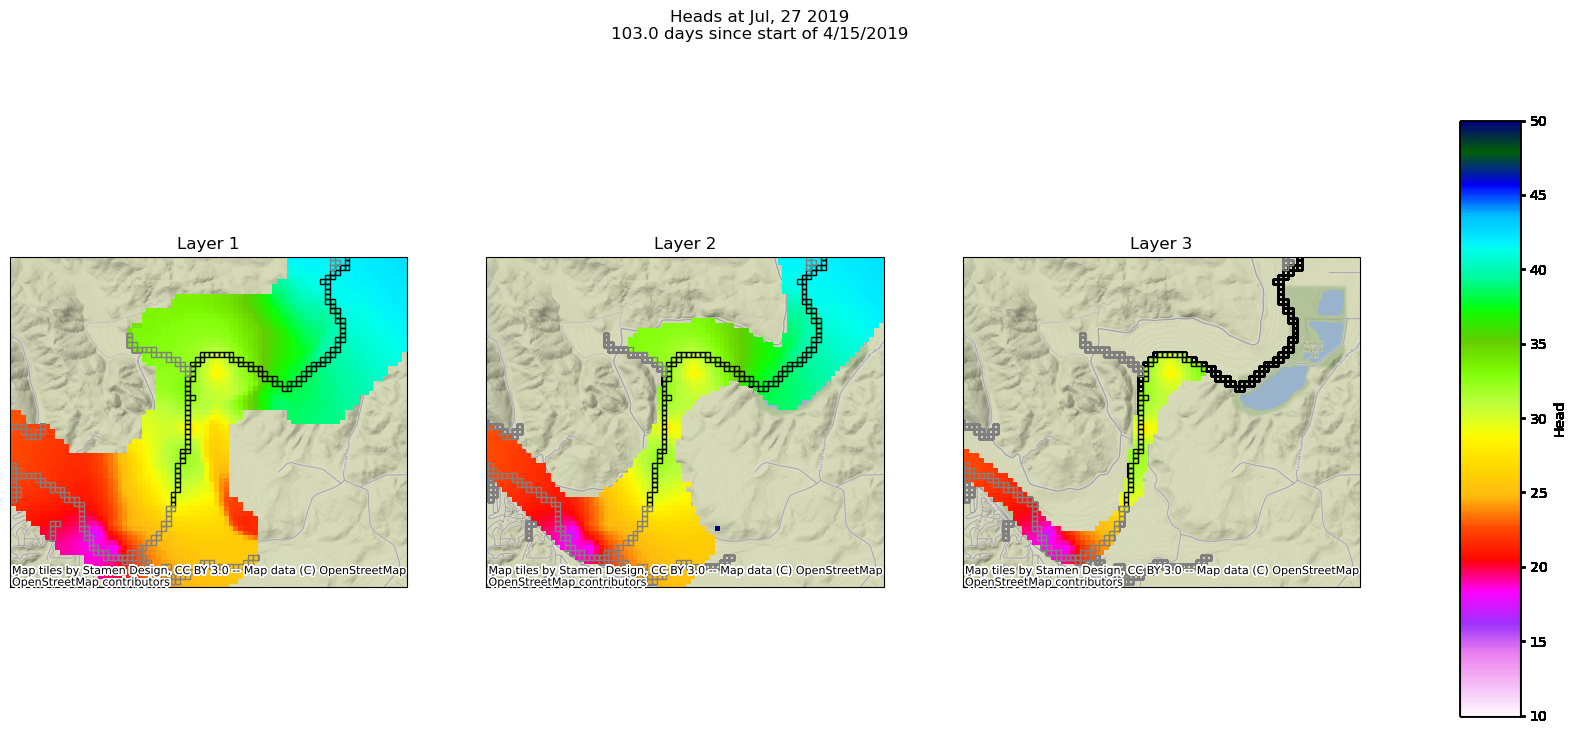 Heads at Jul, 27 2019
103.0 days since start of 4/15/2019
Layer 1
Layer 2
Layer 3
Map tiles by Stamen Design, CC BY 3.0 -- Map data (C) OpenStreetMap
OpenStreetMap contributors
Map tiles by Stamen Design, CC BY 3.0 -- Map data (C) OpenStreetMap
OpenStreetMap contributors
Map tiles by Stamen Design, CC BY 3.0 -- Map data (C) OpenStreetMap
OpenStreetMap contributors
50
45
40
35
30
25
20
15
10
Head